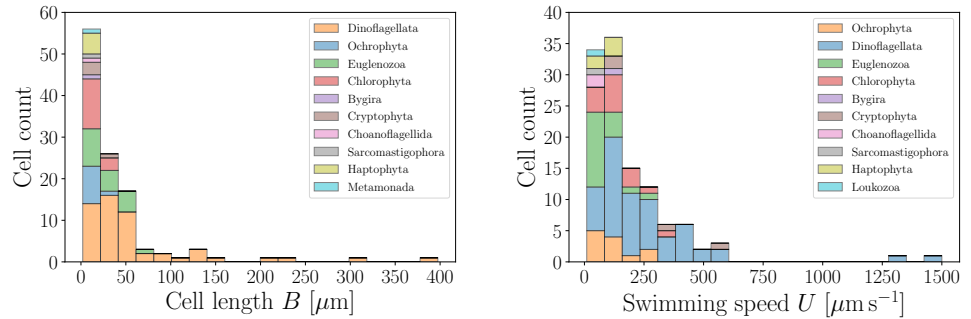 60
50
40
30
20
10
0
Cell count
0 50 100 150 200 250 300 350 400
Cell length B [μm]
Dinoflagellata
Ochrophyta
Euglenozoa
Chlorophyta
Bygira
Cryptophyta
Choanoflagellida
Sarcomastigophora
Haptophyta
Metamonada
40
35
30
25
20
15
10
5
0
Cell count
0 250 500 750 1000 1250 1500
Swimming speed U [μm s⁻¹]
Ochrophyta
Dinoflagellata
Euglenozoa
Chlorophyta
Bygira
Cryptophyta
Choanoflagellida
Sarcomastigophora
Haptophyta
Loukozoa